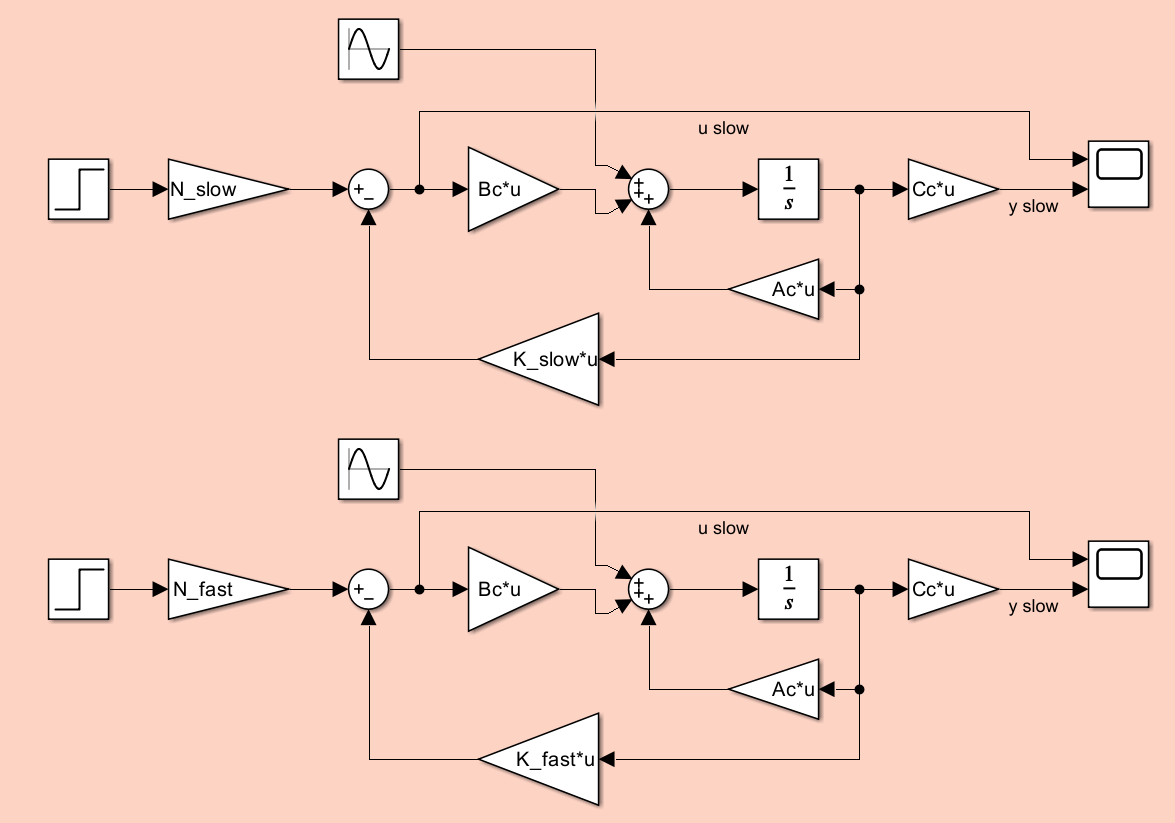 u slow
N_slow
+
−
Bc*u
+
+
+
1
s
Cc*u
y slow
Ac*u
K_slow*u
u slow
N_fast
+
−
Bc*u
+
+
+
1
s
Cc*u
y slow
Ac*u
K_fast*u